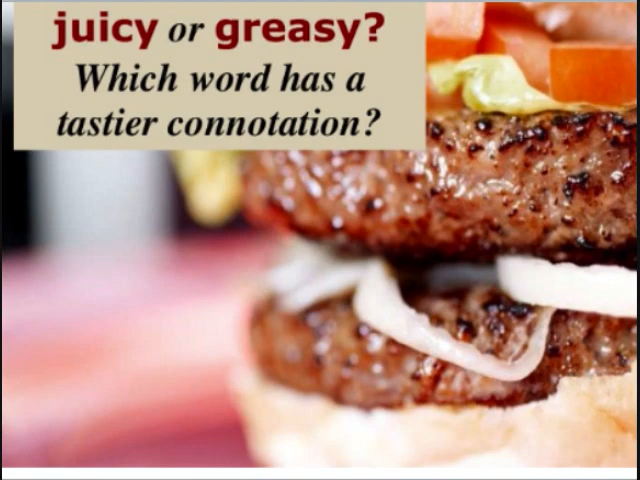 juicy or greasy?
Which word has a
tastier connotation?